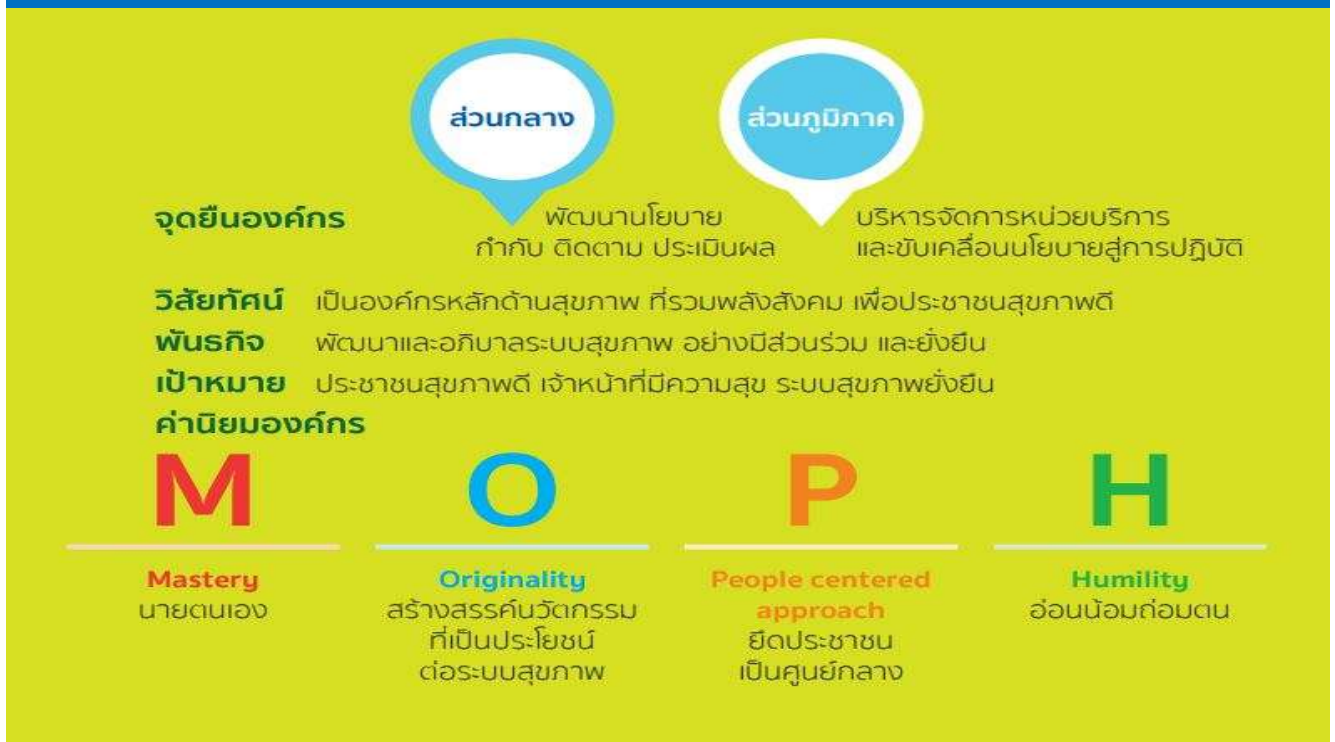 ส่วนกลาง
ส่วนภูมิภาค
จุดยืนองค์กร
พัฒนานโยบาย
กำกับ ติดตาม ประเมินผล
บริหารจัดการหน่วยบริการ
และขับเคลื่อนนโยบายสู่การปฏิบัติ
วิสัยทัศน์ เป็นองค์กรหลักด้านสุขภาพ ที่รวมพลังสังคม เพื่อประชาชนสุขภาพดี
พันธกิจ พัฒนาและอภิบาลระบบสุขภาพ อย่างมีส่วนร่วม และยั่งยืน
เป้าหมาย ประชาชนสุขภาพดี เจ้าหน้าที่มีความสุข ระบบสุขภาพยั่งยืน
ค่านิยมองค์กร
M
Mastery
นายตนเอง
O
Originality
สร้างสรรค์นวัตกรรม
ที่เป็นประโยชน์
ต่อระบบสุขภาพ
P
People centered
approach
ยึดประชาชน
เป็นศูนย์กลาง
H
Humility
อ่อนน้อมถ่อมตน